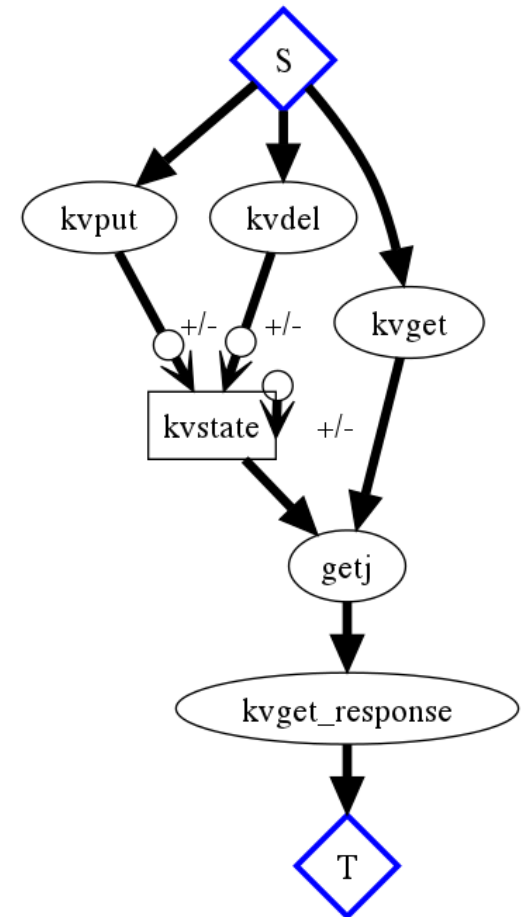 S
kvput
kvdel
kvget
+/-
+/-
kvstate
+/-
getj
kvget_response
T